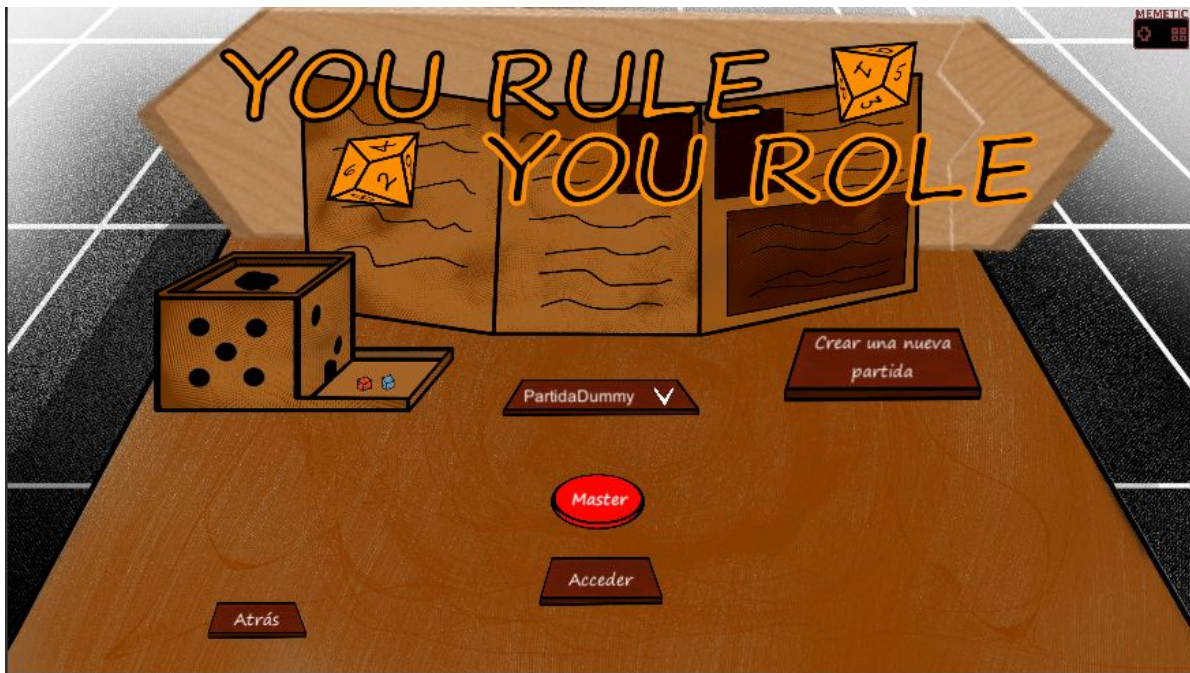 MEMETIC
YOU RULE
YOU ROLE
Crear una nueva
partida
PartidaDummy
Master
Acceder
Atrás